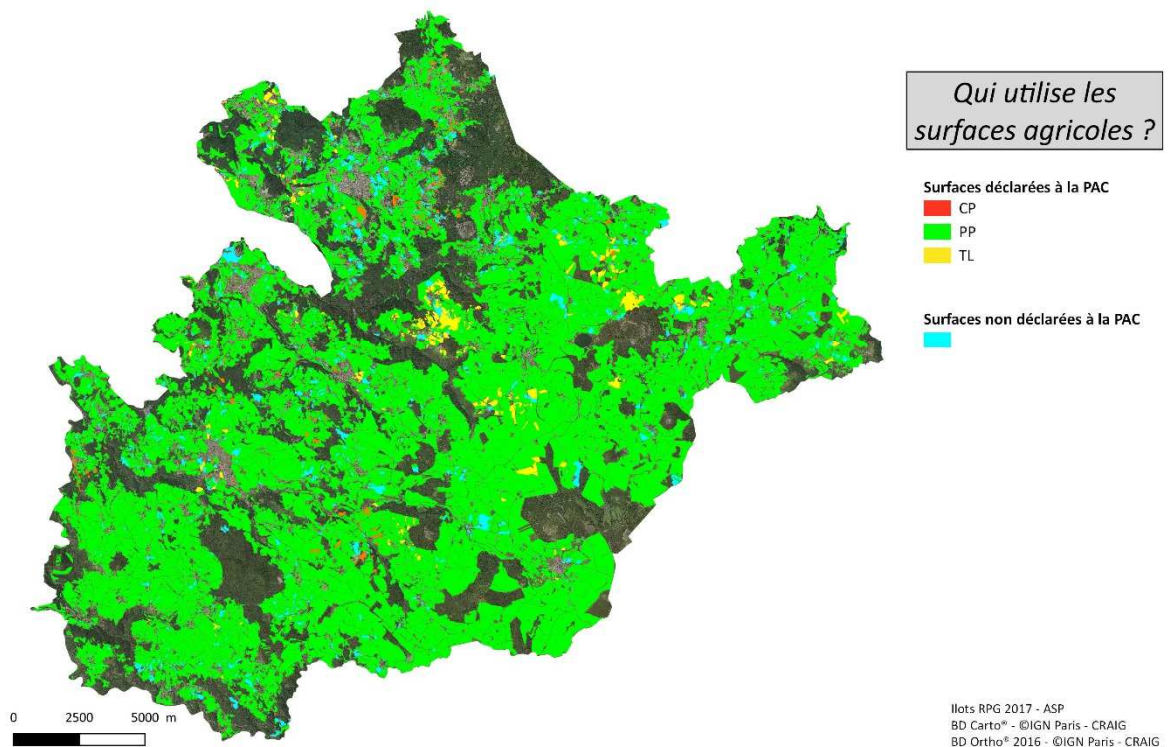 Qui utilise les
surfaces agricoles ?
Surfaces déclarées à la PAC
CP
PP
TL
Surfaces non déclarées à la PAC
0 2500 5000 m
Ilots RPG 2017 - ASP
BD Carto® - ©IGN Paris - CRAIG
BD Ortho® 2016 - ©IGN Paris - CRAIG